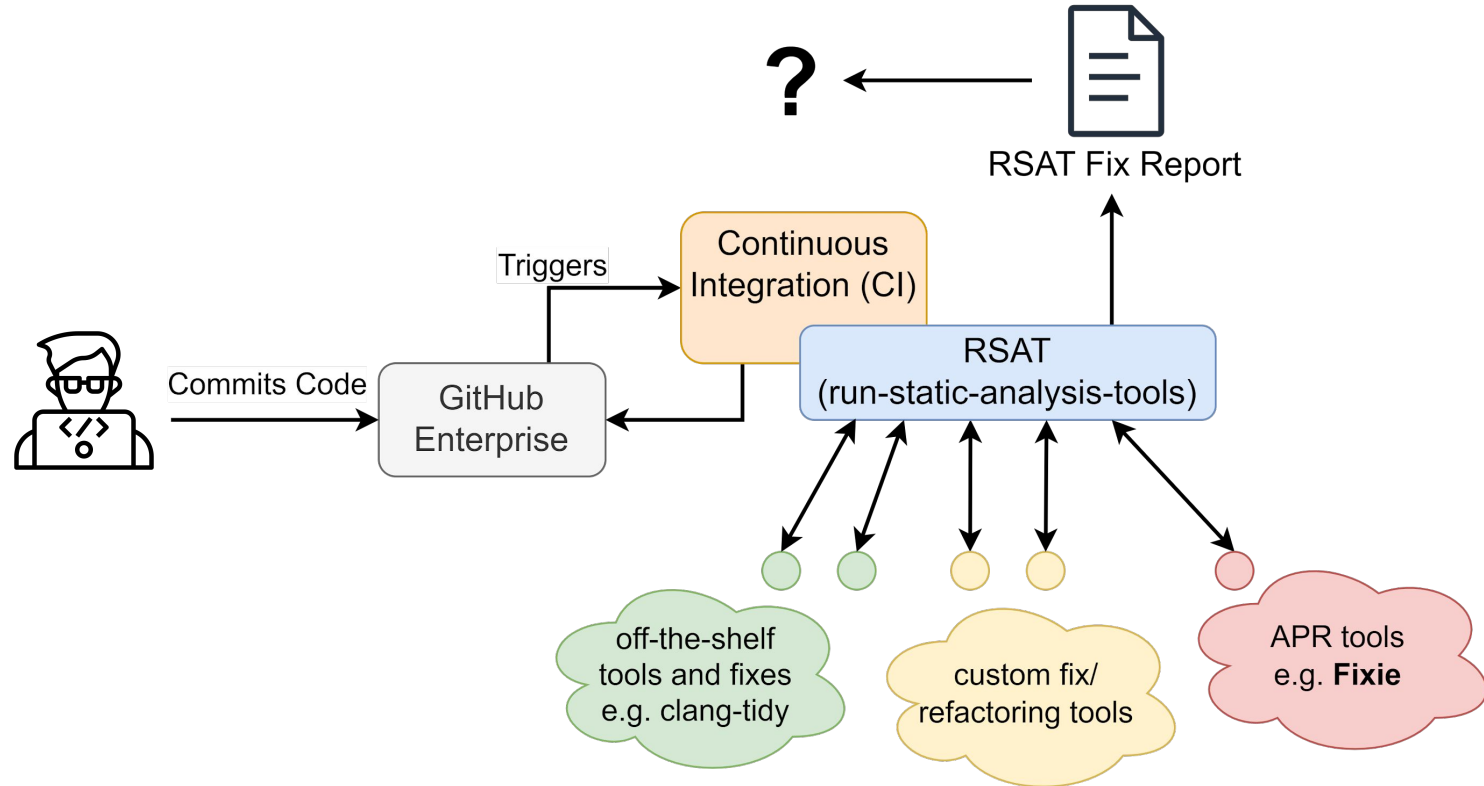 ?
RSAT Fix Report
Continuous
Integration (CI)
Triggers
RSAT
(run-static-analysis-tools)
Commits Code
GitHub
Enterprise
</>
off-the-shelf
tools and fixes
e.g. clang-tidy
custom fix/
refactoring tools
APR tools
e.g. Fixie